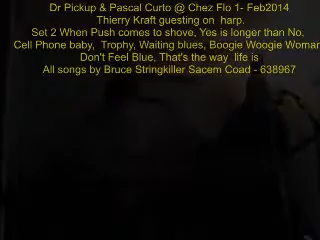 Dr Pickup & Pascal Curto @ Chez Flo 1- Feb2014
Thierry Kraft guesting on  harp.
Set 2 When Push comes to shove, Yes is longer than No,
Cell Phone baby,  Trophy, Waiting blues, Boogie Woogie Woman
Don't Feel Blue, That's the way  life is
All songs by Bruce Stringkiller Sacem Coad - 638967